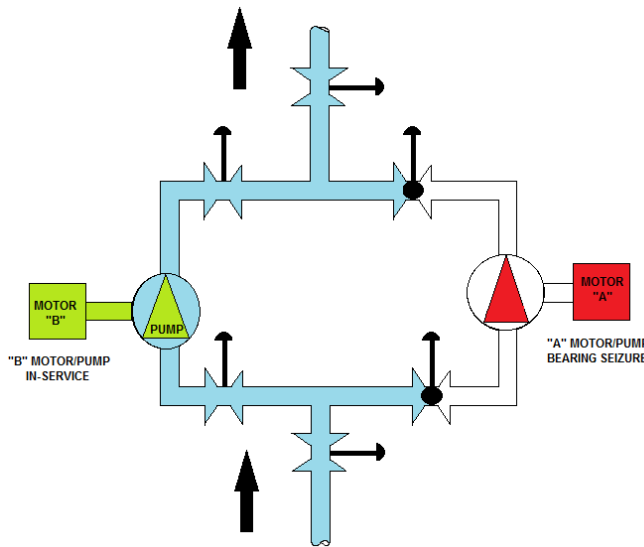 MOTOR
"B"
PUMP
"B" MOTOR/PUMP
IN-SERVICE
MOTOR
"A"
"A" MOTOR/PUMP
BEARING SEIZURE